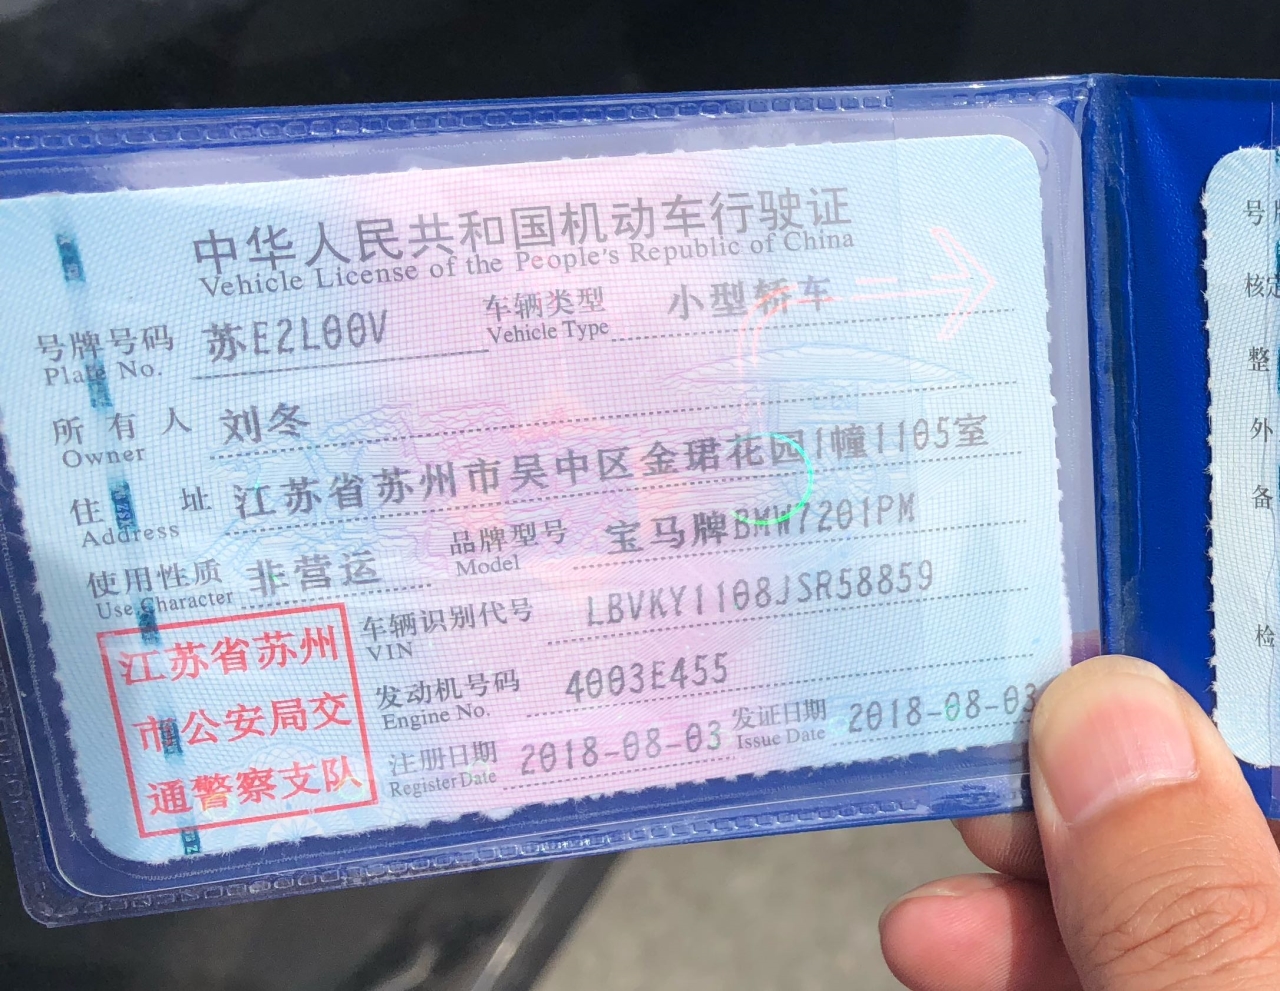 中华人民共和国机动车行驶证
Vehicle License of the People's Republic of China
号牌号码 苏E2L00V 车辆类型 小型轿车
Plate No. Vehicle Type
所有人 刘冬
Owner
住址 江苏省苏州市吴中区金珺花园1幢1105室
Address
使用性质 非营运 品牌型号 宝马牌BMW7201PM
Use Character Model
车辆识别代号 LBVKY1108JSR58859
VIN
发动机号码 4003E455
Engine No.
注册日期 2018-08-03 发证日期 2018-08-03
Register Date Issue Date
江苏省苏州
市公安局交
通警察支队
号
核定
整
外
备
检